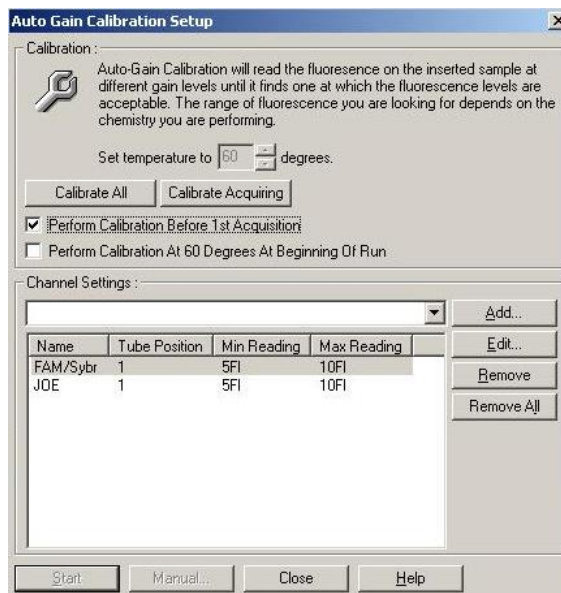 Auto Gain Calibration Setup
Calibration :
Auto-Gain Calibration will read the fluoresence on the inserted sample at
different gain levels until it finds one at which the fluorescence levels are
acceptable. The range of fluorescence you are looking for depends on the
chemistry you are performing.
Set temperature to 60 degrees.
Calibrate All Calibrate Acquiring
Perform Calibration Before 1st Acquisition
Perform Calibration At 60 Degrees At Beginning Of Run
Channel Settings :
Add...
Name Tube Position Min Reading Max Reading
Edit...
FAM/Sybr 1 5Fl 10Fl
Remove
JOE 1 5Fl 10Fl
Remove All
Start Manual... Close Help